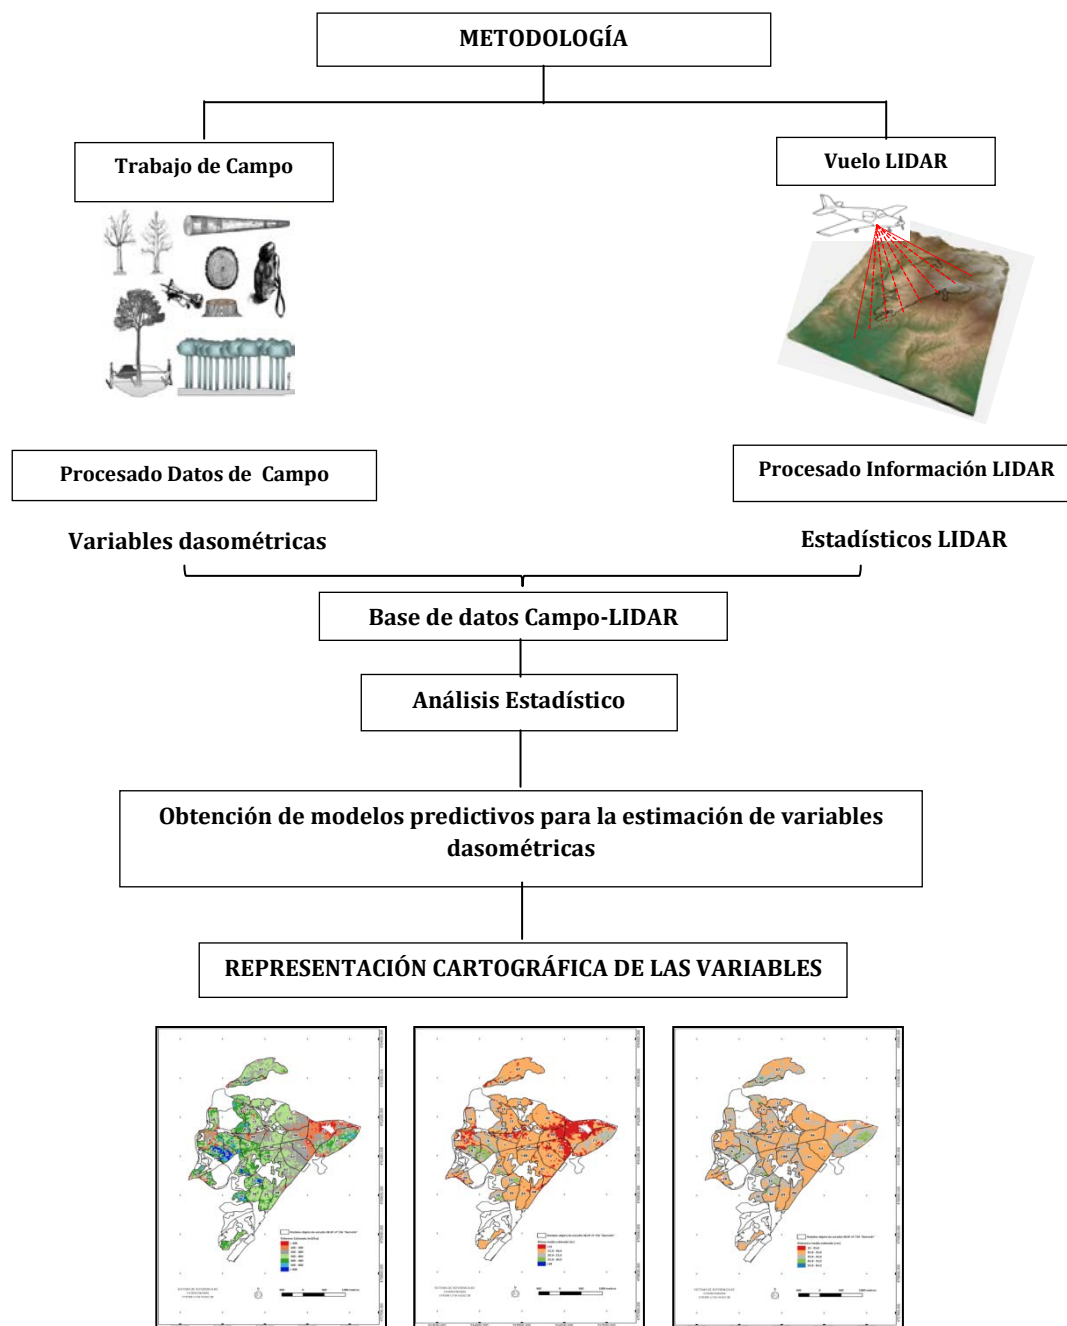 METODOLOGÍA
Trabajo de Campo
Vuelo LIDAR
Procesado Datos de Campo
Procesado Información LIDAR
Variables dasométricas
Estadísticos LIDAR
Base de datos Campo-LIDAR
Análisis Estadístico
Obtención de modelos predictivos para la estimación de variables
dasométricas
REPRESENTACIÓN CARTOGRÁFICA DE LAS VARIABLES